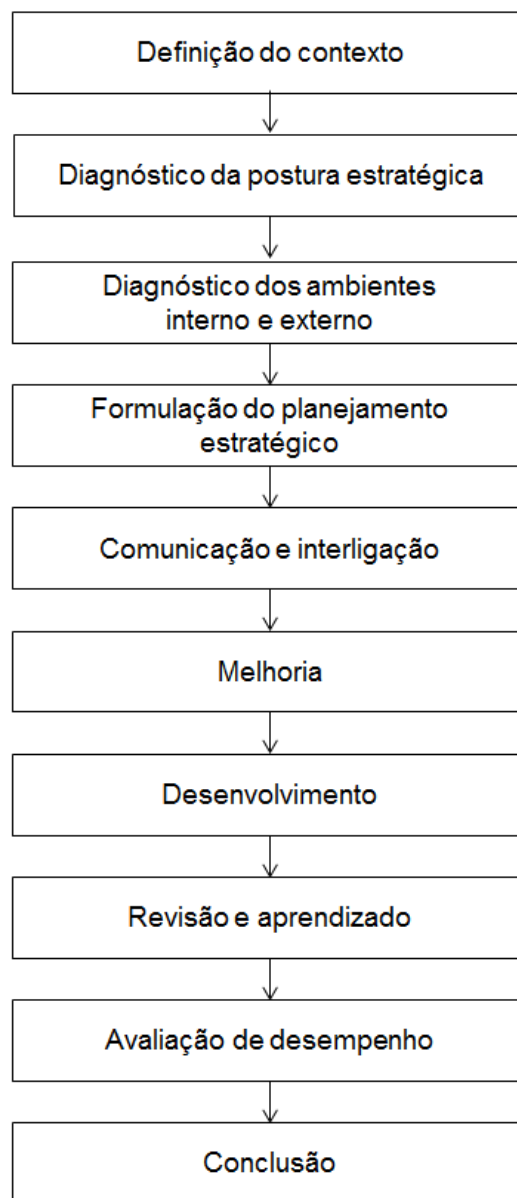 Definição do contexto
Diagnóstico da postura estratégica
Diagnóstico dos ambientes
interno e externo
Formulação do planejamento
estratégico
Comunicação e interligação
Melhoria
Desenvolvimento
Revisão e aprendizado
Avaliação de desempenho
Conclusão